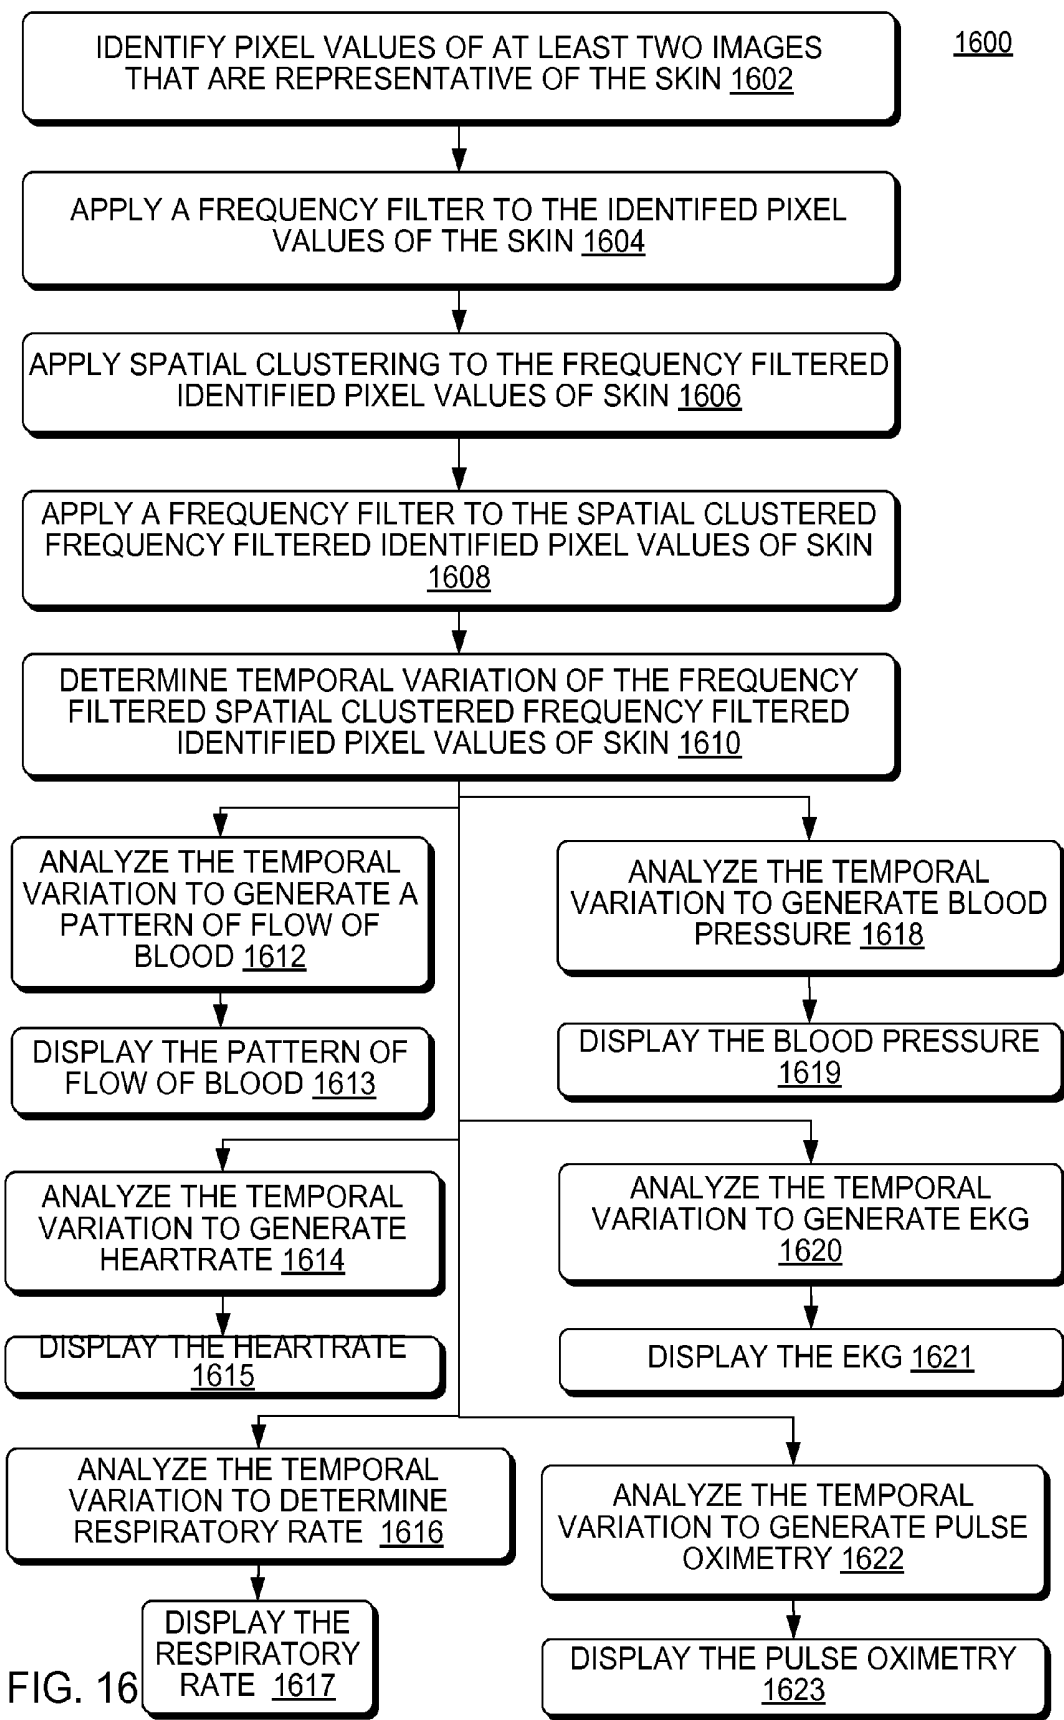 IDENTIFY PIXEL VALUES OF AT LEAST TWO IMAGES
THAT ARE REPRESENTATIVE OF THE SKIN 1602
1600
APPLY A FREQUENCY FILTER TO THE IDENTIFED PIXEL
VALUES OF THE SKIN 1604
APPLY SPATIAL CLUSTERING TO THE FREQUENCY FILTERED
IDENTIFIED PIXEL VALUES OF SKIN 1606
APPLY A FREQUENCY FILTER TO THE SPATIAL CLUSTERED
FREQUENCY FILTERED IDENTIFIED PIXEL VALUES OF SKIN
1608
DETERMINE TEMPORAL VARIATION OF THE FREQUENCY
FILTERED SPATIAL CLUSTERED FREQUENCY FILTERED
IDENTIFIED PIXEL VALUES OF SKIN 1610
ANALYZE THE TEMPORAL
VARIATION TO GENERATE A
PATTERN OF FLOW OF
BLOOD 1612
DISPLAY THE PATTERN OF
FLOW OF BLOOD 1613
ANALYZE THE TEMPORAL
VARIATION TO GENERATE BLOOD
PRESSURE 1618
DISPLAY THE BLOOD PRESSURE
1619
ANALYZE THE TEMPORAL
VARIATION TO GENERATE
HEARTRATE 1614
DISPLAY THE HEARTRATE
1615
ANALYZE THE TEMPORAL
VARIATION TO GENERATE EKG
1620
DISPLAY THE EKG 1621
ANALYZE THE TEMPORAL
VARIATION TO DETERMINE
RESPIRATORY RATE 1616
DISPLAY THE
RESPIRATORY
RATE 1617
ANALYZE THE TEMPORAL
VARIATION TO GENERATE PULSE
OXIMETRY 1622
DISPLAY THE PULSE OXIMETRY
1623
FIG. 16